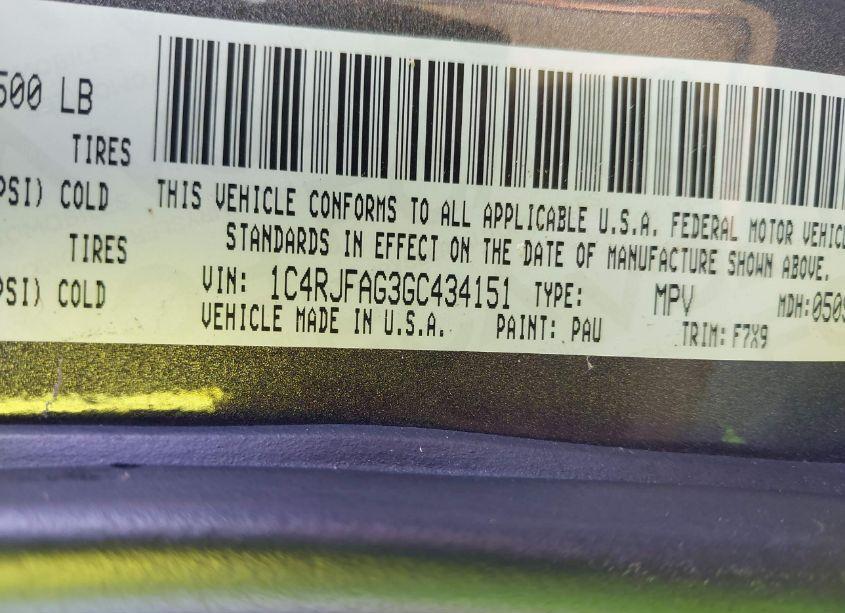 500 LB
TIRES
PSI) COLD
THIS VEHICLE CONFORMS TO ALL APPLICABLE U.S.A. FEDERAL MOTOR VEHICLE
TIRES
STANDARDS IN EFFECT ON THE DATE OF MANUFACTURE SHOWN ABOVE.
PSI) COLD
VIN: 1C4RJFAG3GC434151 TYPE: MPV MDH: 0509
VEHICLE MADE IN U.S.A. PAINT: PAU TRIM: F7X9